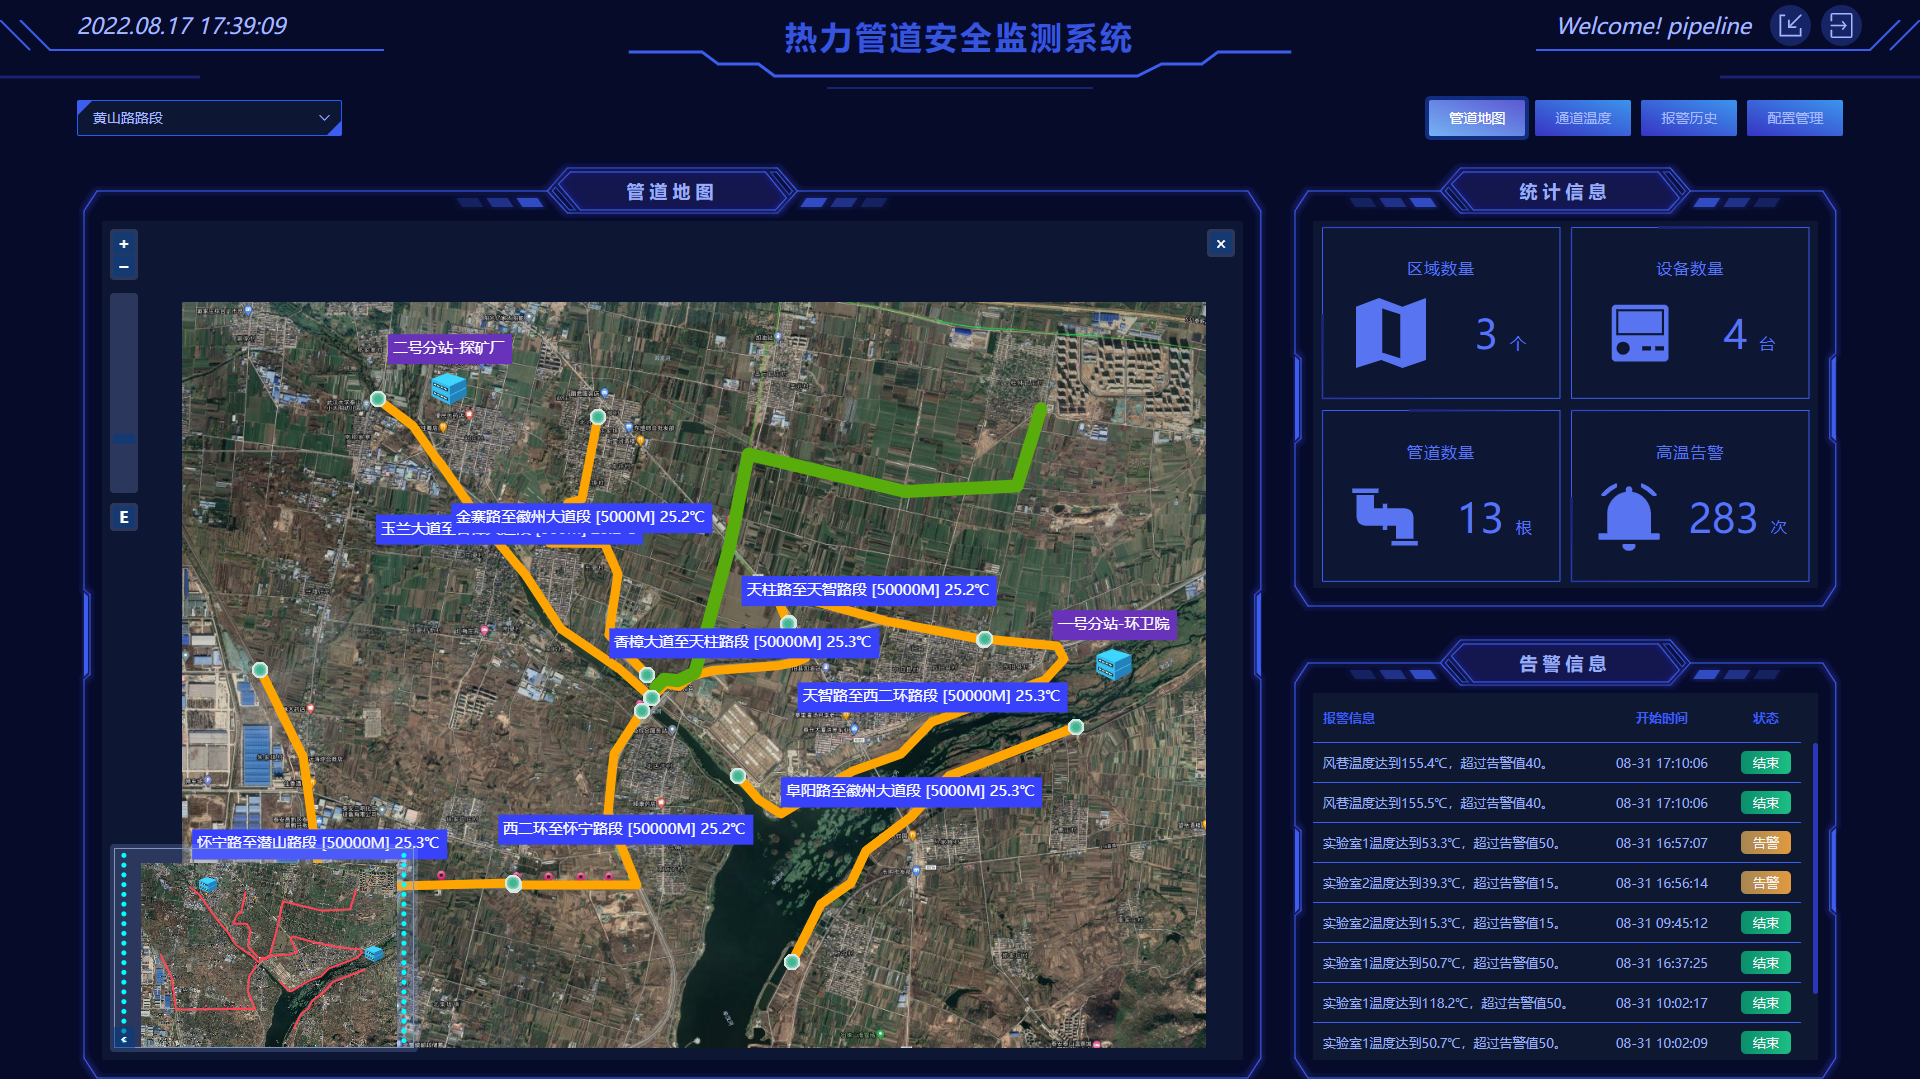 2022.08.17 17:39:09
热力管道安全监测系统
Welcome! pipeline
黄山路路段
管道地图
通道温度
报警历史
配置管理
管道地图
E
二号分站-探矿厂
金寨路至徽州大道段 [5000M] 25.2℃
玉兰大道至
天柱路至天智路段 [50000M] 25.2℃
一号分站-环卫院
香樟大道至天柱路段 [50000M] 25.3℃
天智路至西二环路段 [50000M] 25.3℃
阜阳路至徽州大道段 [5000M] 25.3℃
西二环至怀宁路段 [50000M] 25.2℃
怀宁路至潜山路段 [50000M] 25.3℃
统计信息
区域数量
3 个
设备数量
4 台
管道数量
13 根
高温告警
283 次
告警信息
报警信息 开始时间 状态
风巷温度达到155.4℃，超过告警值40。 08-31 17:10:06 结束
风巷温度达到155.5℃，超过告警值40。 08-31 17:10:06 结束
实验室1温度达到53.3℃，超过告警值50。 08-31 16:57:07 告警
实验室2温度达到39.3℃，超过告警值15。 08-31 16:56:14 告警
实验室2温度达到15.3℃，超过告警值15。 08-31 09:45:12 结束
实验室1温度达到50.7℃，超过告警值50。 08-31 16:37:25 结束
实验室1温度达到118.2℃，超过告警值50。 08-31 10:02:17 结束
实验室1温度达到50.7℃，超过告警值50。 08-31 10:02:09 结束